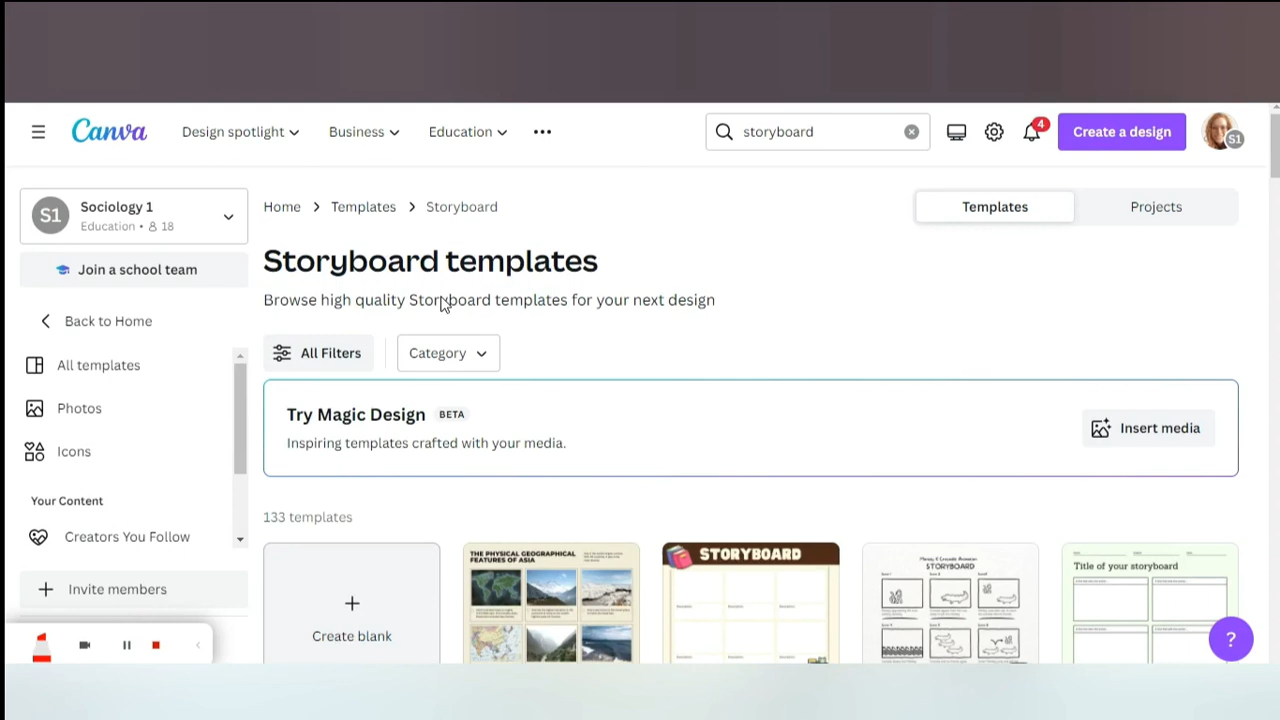 Canva
Design spotlight
Business
Education
storyboard
4
Create a design
S1
S1
Sociology 1
Education • 18
Join a school team
Back to Home
All templates
Photos
Icons
Your Content
Creators You Follow
Invite members
Home > Templates > Storyboard
Templates
Projects
Storyboard templates
Browse high quality Storyboard templates for your next design
All Filters
Category
Try Magic Design BETA
Inspiring templates crafted with your media.
Insert media
133 templates
Create blank
THE PHYSICAL GEOGRAPHICAL
FEATURES OF ASIA
STORYBOARD
STORYBOARD
Title of your storyboard
?